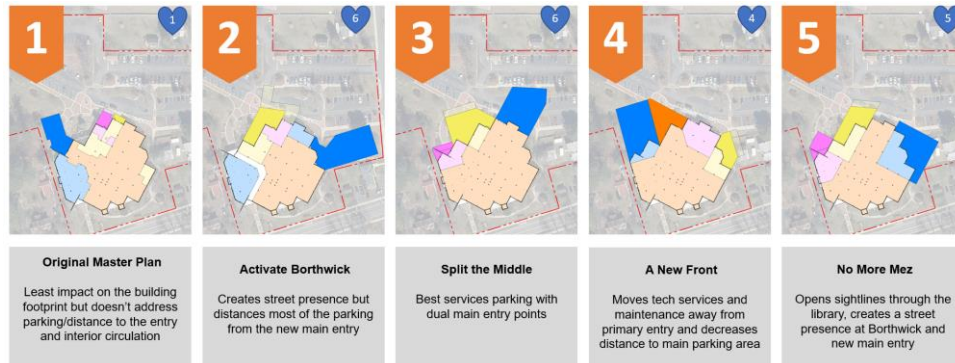 1
1
2
6
3
6
4
4
5
5
Original Master Plan
Least impact on the building
footprint but doesn't address
parking/distance to the entry
and interior circulation
Activate Borthwick
Creates street presence but
distances most of the parking
from the new main entry
Split the Middle
Best services parking with
dual main entry points
A New Front
Moves tech services and
maintenance away from
primary entry and decreases
distance to main parking area
No More Mez
Opens sightlines through the
library, creates a street
presence at Borthwick and
new main entry